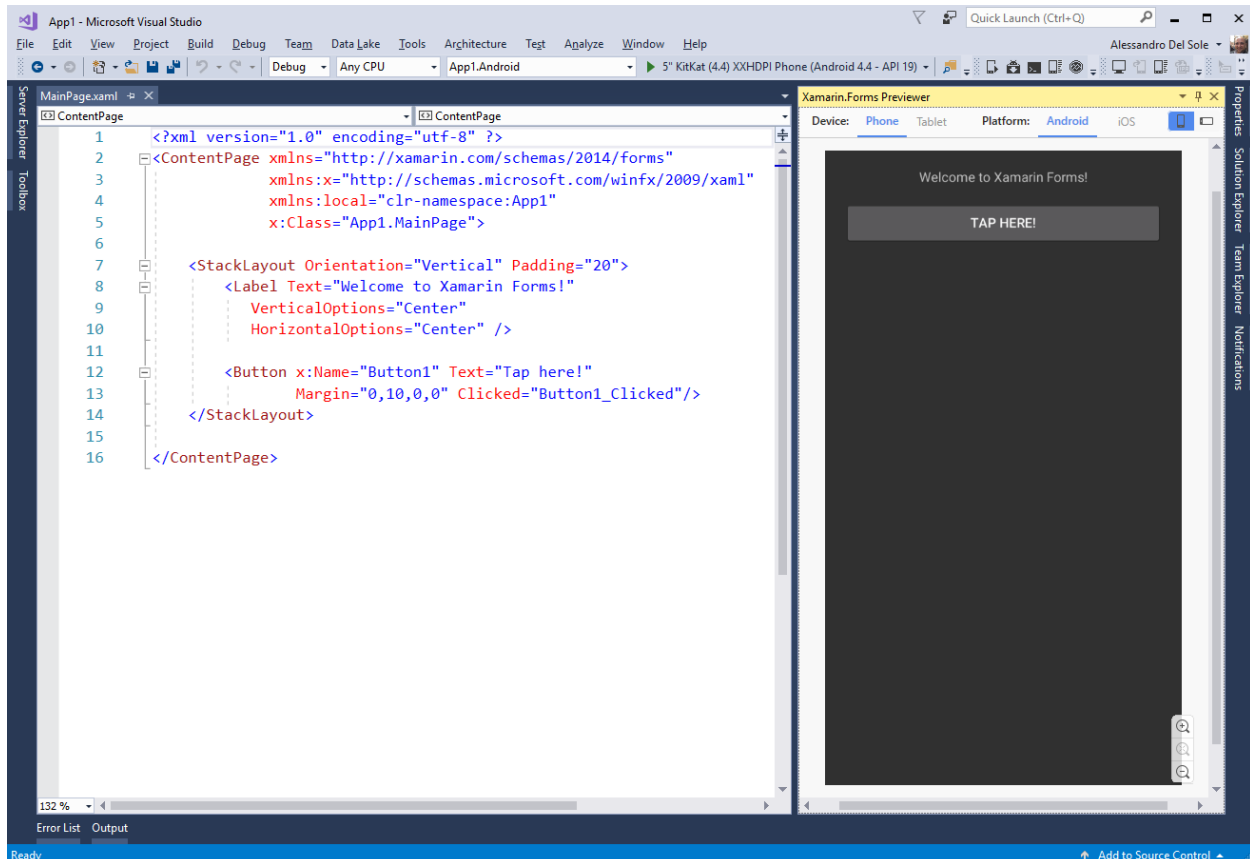 App1 - Microsoft Visual Studio
Quick Launch (Ctrl+Q)
File Edit View Project Build Debug Team Data Lake Tools Architecture Test Analyze Window Help
Alessandro Del Sole
Debug Any CPU App1.Android 5" KitKat (4.4) XXHDPI Phone (Android 4.4 - API 19)
Server Explorer
Toolbox
MainPage.xaml
ContentPage ContentPage
1 <?xml version="1.0" encoding="utf-8" ?>
2 <ContentPage xmlns="http://xamarin.com/schemas/2014/forms"
3 xmlns:x="http://schemas.microsoft.com/winfx/2009/xaml"
4 xmlns:local="clr-namespace:App1"
5 x:Class="App1.MainPage">
6
7 <StackLayout Orientation="Vertical" Padding="20">
8 <Label Text="Welcome to Xamarin Forms!"
9 VerticalOptions="Center"
10 HorizontalOptions="Center" />
11
12 <Button x:Name="Button1" Text="Tap here!"
13 Margin="0,10,0,0" Clicked="Button1_Clicked"/>
14 </StackLayout>
15
16 </ContentPage>
132 %
Xamarin.Forms Previewer
Device: Phone Tablet Platform: Android iOS
Welcome to Xamarin Forms!
TAP HERE!
Properties
Solution Explorer
Team Explorer
Notifications
Error List Output
Ready
Add to Source Control